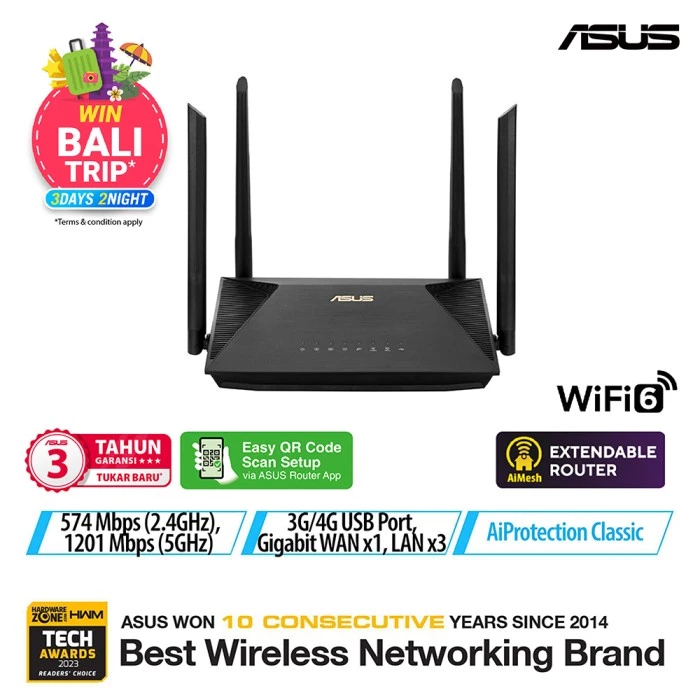 ASUS
WIN
BALI
TRIP*
3DAYS 2NIGHT
*Terms & condition apply
ASUS
WiFi 6
ASUS
3
TAHUN
GARANSI ★★★
TUKAR BARU*
Easy QR Code
Scan Setup
via ASUS Router App
AiMesh
EXTENDABLE
ROUTER
574 Mbps (2.4GHz),
1201 Mbps (5GHz)
3G/4G USB Port,
Gigabit WAN x1, LAN x3
AiProtection Classic
HARDWARE
ZONE.com HWM
TECH
AWARDS
2023
READERS' CHOICE
ASUS WON 10 CONSECUTIVE YEARS SINCE 2014
Best Wireless Networking Brand